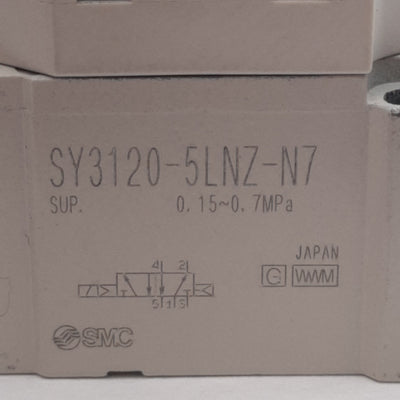 SY3120-5LNZ-N7
SUP. 0.15~0.7MPa
JAPAN
4 2
G
5 1 3
SMC